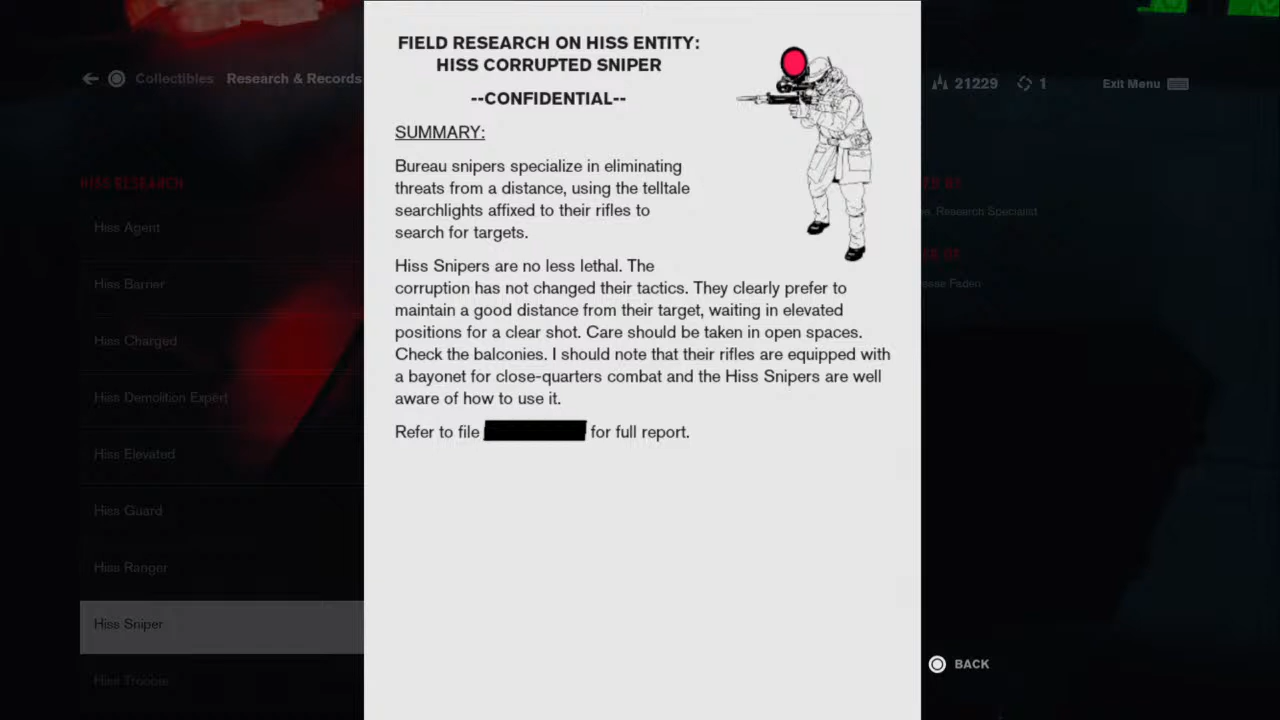 Collectibles Research & Records
21229 1 Exit Menu
HISS RESEARCH
Hiss Agent
Hiss Barrier
Hiss Charged
Hiss Demolition Expert
Hiss Elevated
Hiss Guard
Hiss Ranger
Hiss Sniper
Hiss Trooper
FIELD RESEARCH ON HISS ENTITY:
HISS CORRUPTED SNIPER
--CONFIDENTIAL--
SUMMARY:
Bureau snipers specialize in eliminating
threats from a distance, using the telltale
searchlights affixed to their rifles to
search for targets.
Hiss Snipers are no less lethal. The
corruption has not changed their tactics. They clearly prefer to
maintain a good distance from their target, waiting in elevated
positions for a clear shot. Care should be taken in open spaces.
Check the balconies. I should note that their rifles are equipped with
a bayonet for close-quarters combat and the Hiss Snipers are well
aware of how to use it.
Refer to file for full report.
Research Specialist
Faden
BACK